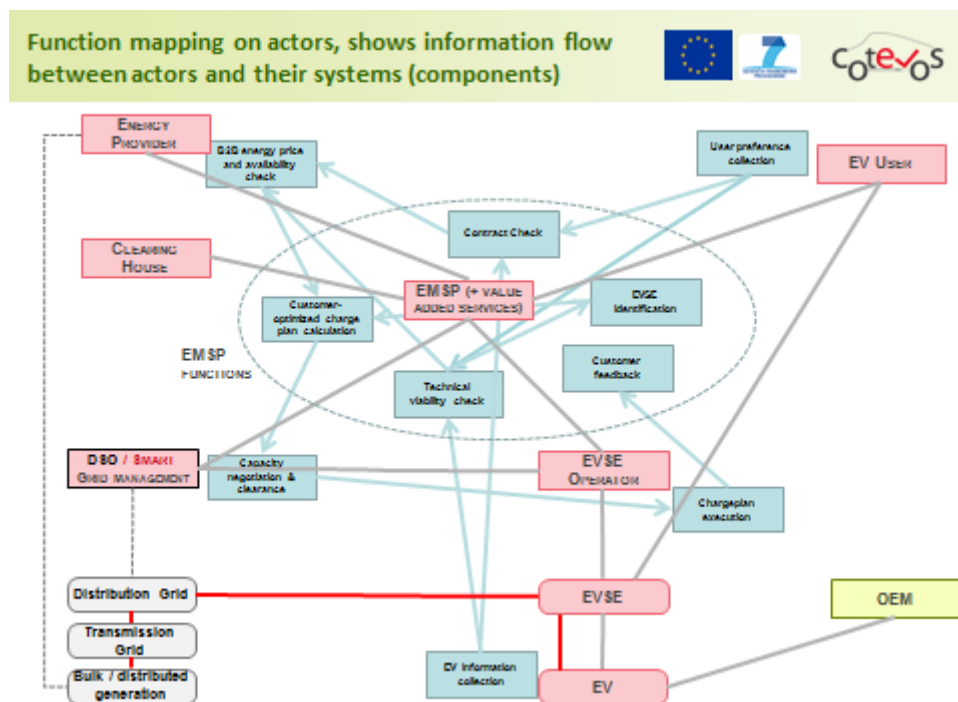 Function mapping on actors, shows information flow
between actors and their systems (components)
7
cotevos
ENERGY
PROVIDER
B2B energy price
and availability
check
User preference
collection
EV USER
Contract Check
CLEARING
HOUSE
EMSP (+ VALUE
ADDED SERVICES)
EVSE
identification
Customer-
optimized charge
plan calculation
EMSP
FUNCTIONS
Customer
feedback
Technical
viability check
DSO / SMART
GRID MANAGEMENT
Capacity
negotiation &
clearance
EVSE
OPERATOR
Chargeplan
execution
Distribution Grid
EVSE
OEM
Transmission
Grid
EV information
collection
Bulk / distributed
generation
EV